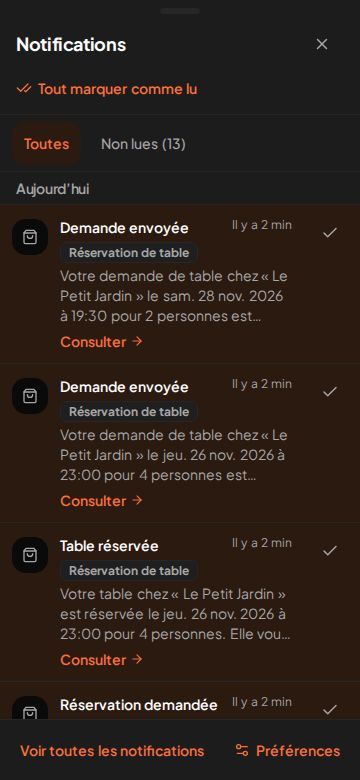 Notifications
Tout marquer comme lu
Toutes
Non lues (13)
Aujourd'hui
Demande envoyée
Il y a 2 min
Réservation de table
Votre demande de table chez « Le
Petit Jardin » le sam. 28 nov. 2026
à 19:30 pour 2 personnes est…
Consulter →
Demande envoyée
Il y a 2 min
Réservation de table
Votre demande de table chez « Le
Petit Jardin » le jeu. 26 nov. 2026 à
23:00 pour 4 personnes est…
Consulter →
Table réservée
Il y a 2 min
Réservation de table
Votre table chez « Le Petit Jardin »
est réservée le jeu. 26 nov. 2026 à
23:00 pour 4 personnes. Elle vou…
Consulter →
Réservation demandée
Il y a 2 min
Voir toutes les notifications
Préférences